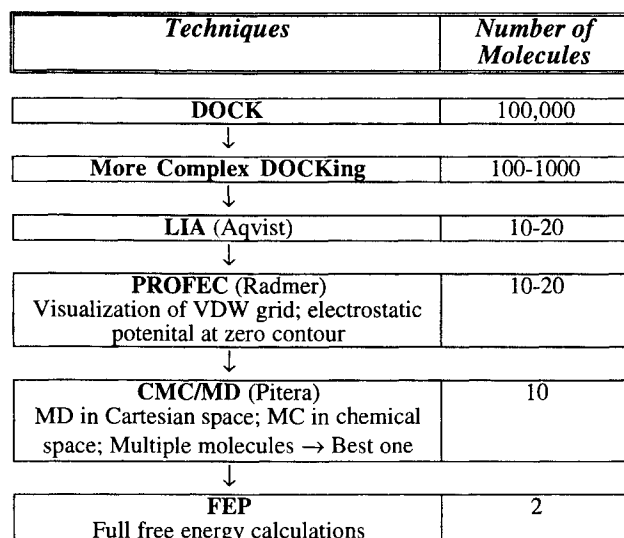 Techniques Number of
Molecules
DOCK 100,000
↓
More Complex DOCKing 100-1000
↓
LIA (Aqvist) 10-20
↓
PROFEC (Radmer) 10-20
Visualization of VDW grid; electrostatic
potenital at zero contour
↓
CMC/MD (Pitera) 10
MD in Cartesian space; MC in chemical
space; Multiple molecules → Best one
↓
FEP 2
Full free energy calculations